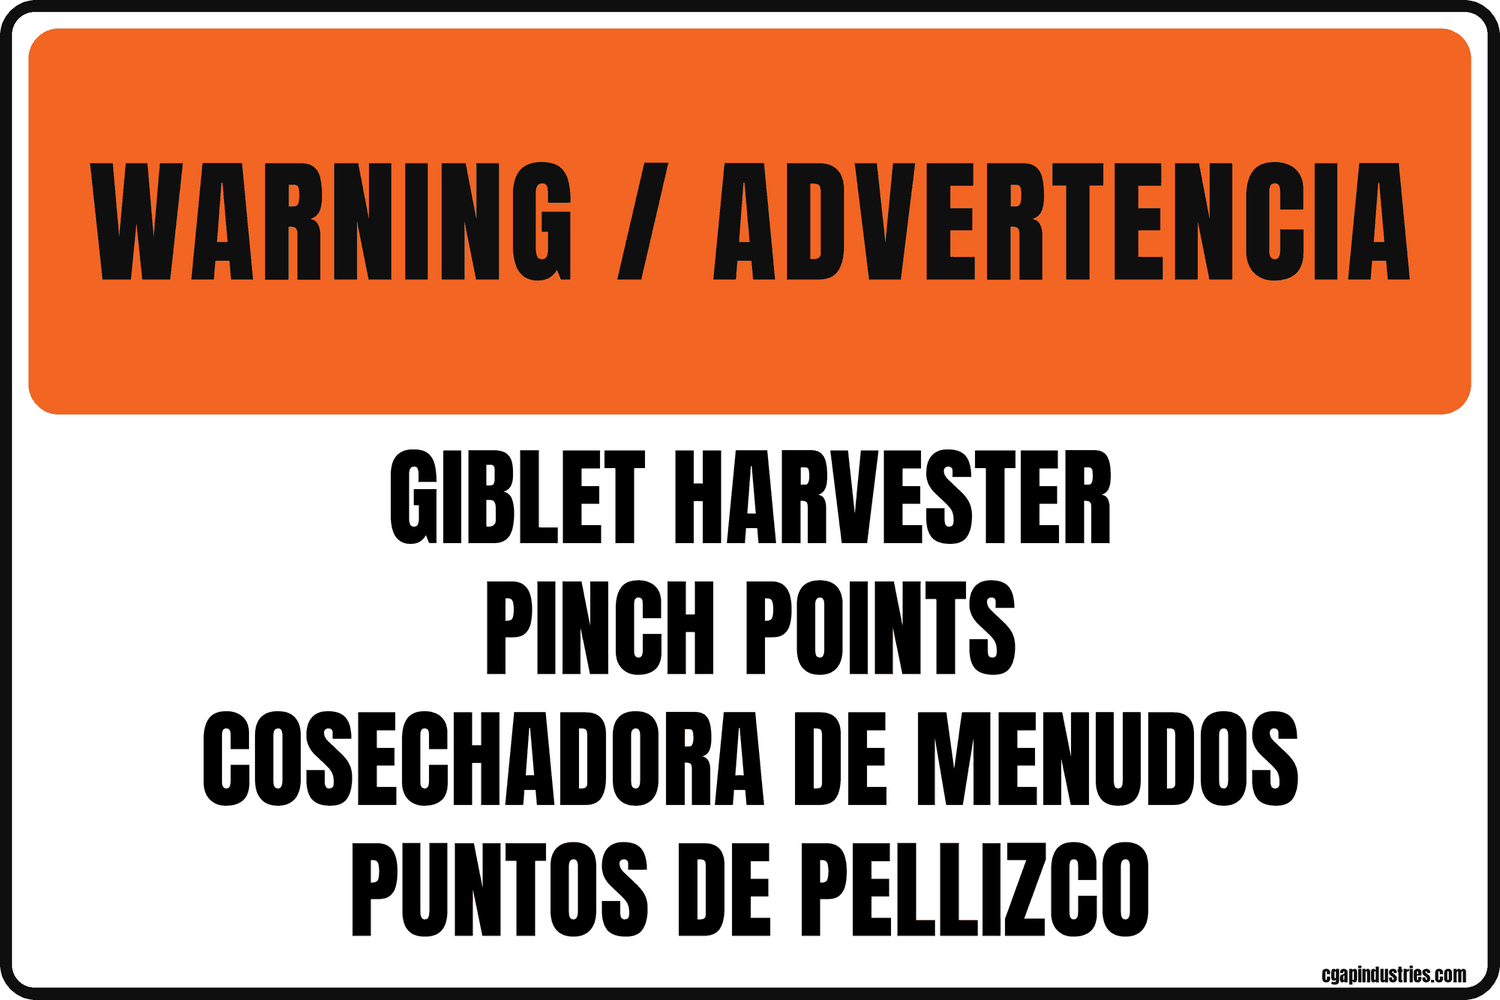 WARNING / ADVERTENCIA
GIBLET HARVESTER
PINCH POINTS
COSECHADORA DE MENUDOS
PUNTOS DE PELLIZCO
cgapindustries.com